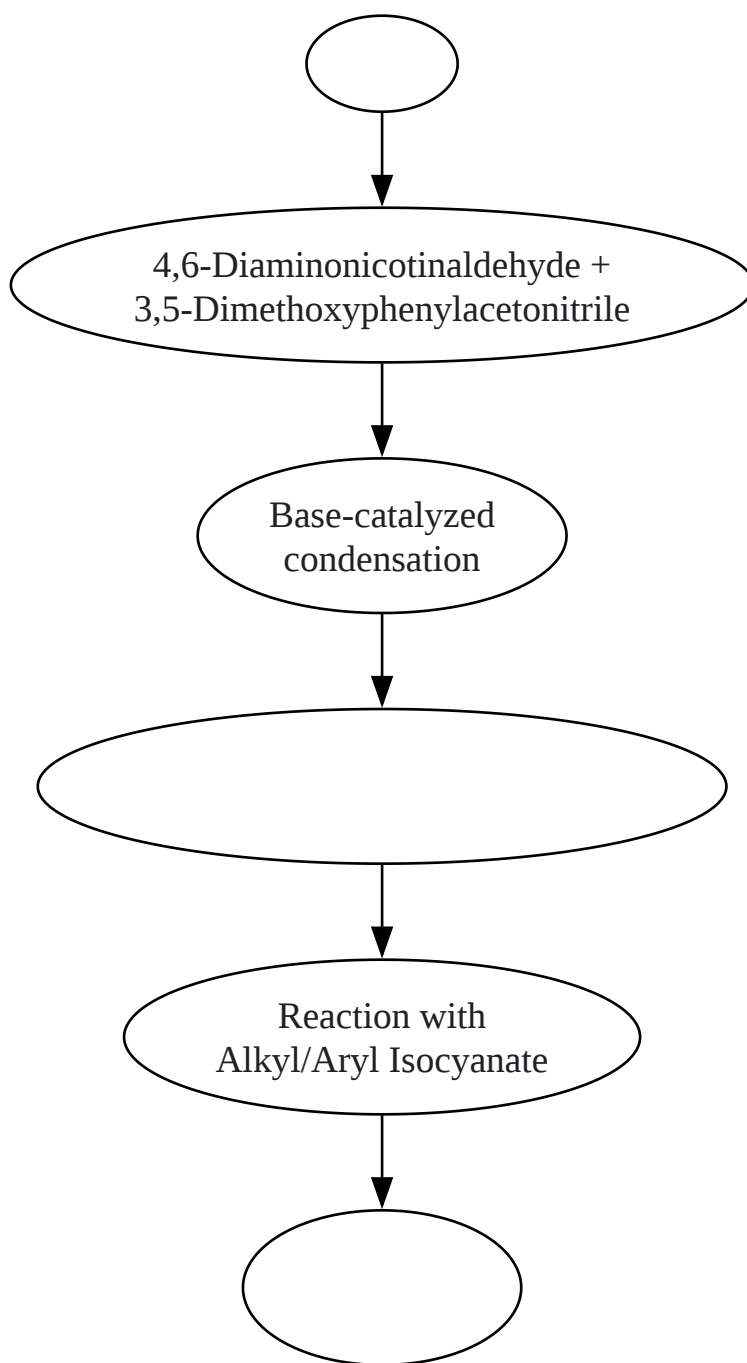 4,6-Diaminonicotinaldehyde +
3,5-Dimethoxyphenylacetonitrile
Base-catalyzed
condensation
Reaction with
Alkyl/Aryl Isocyanate